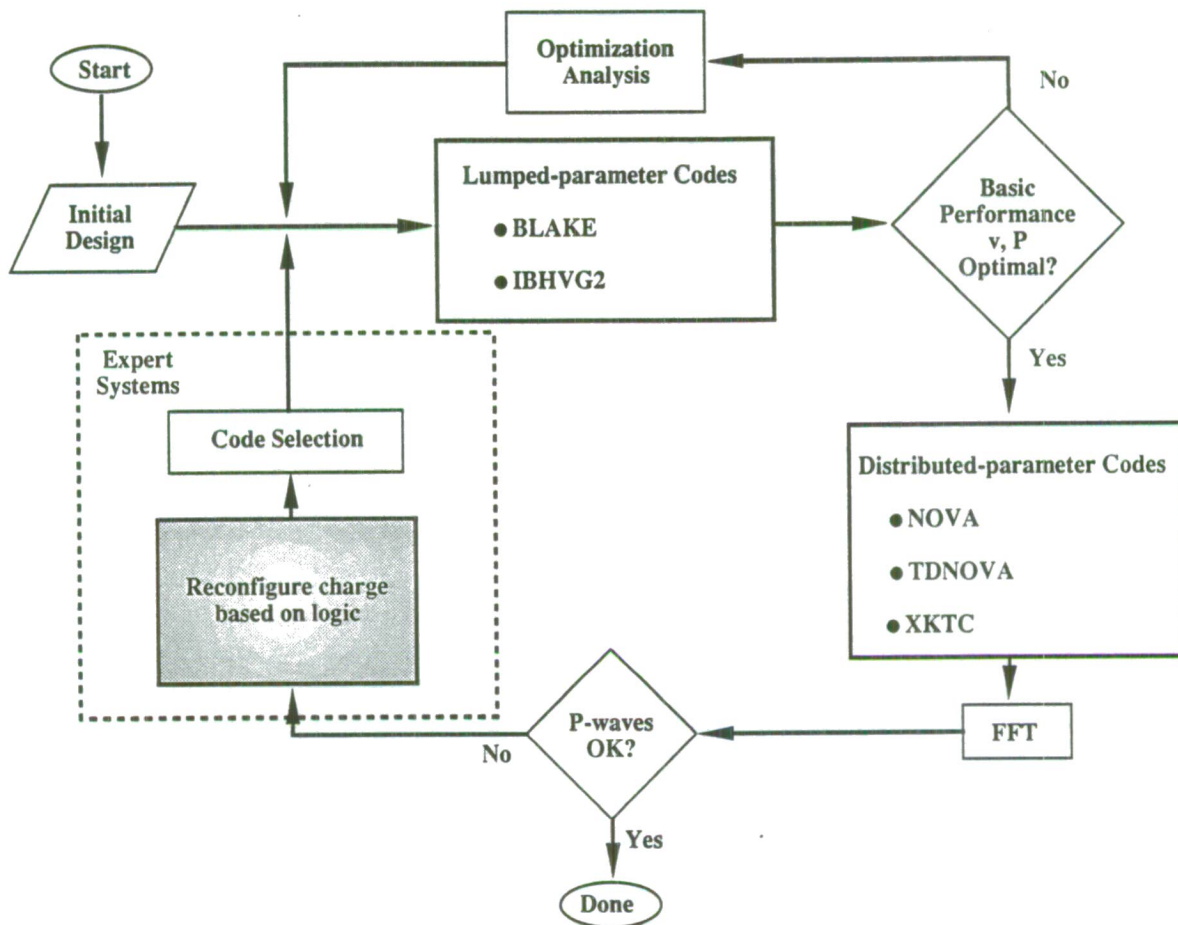 Start
Optimization
Analysis
No
Initial
Design
Lumped-parameter Codes
● BLAKE
● IBHVG2
Basic
Performance
v, P
Optimal?
Yes
Expert
Systems
Code Selection
Reconfigure charge
based on logic
Distributed-parameter Codes
● NOVA
● TDNOVA
● XKTC
FFT
P-waves
OK?
No
Yes
Done